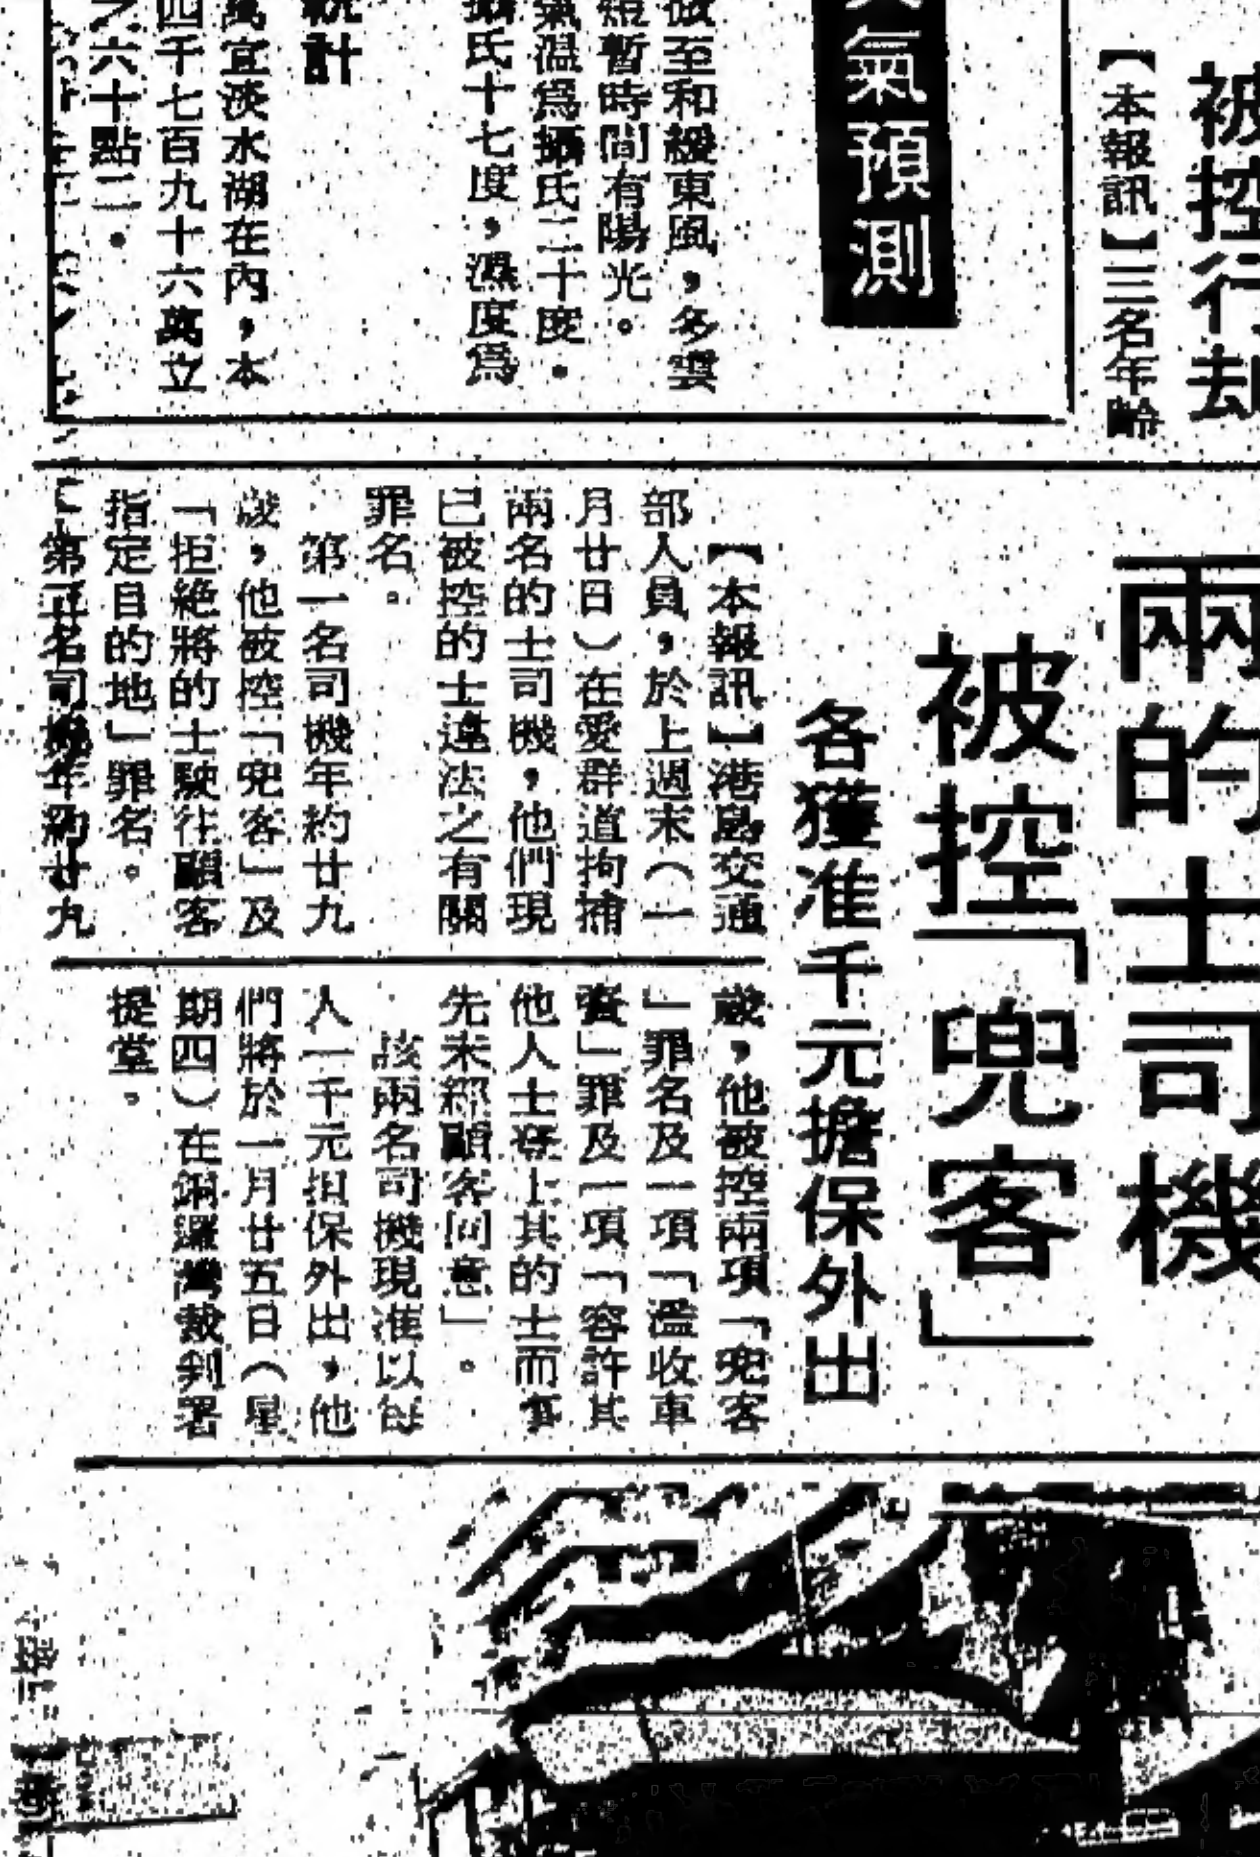 被控行劫
【本報訊】三名年齡
氣預測
至和緩東風，多雲
短暫時間有陽光。
氣温爲攝氏二十度。
攝氏十七度，濕度爲
統計
萬宜淡水湖在內，本
四千七百九十六萬立
之六十點二。
兩的士司機
被控「兜客」
各獲准千元擔保外出
【本報訊】港島交通
部人員，於上週末（一
月廿日）在愛群道拘捕
兩名的士司機，他們現
已被控的士違法之有關
罪名。
第一名司機年約廿九
歲，他被控「兜客」及
「拒絶將的士駛往顧客
指定目的地」罪名。
第二名司機年約廿九
歲，他被控兩項「兜客
」罪名及一項「濫收車
資」罪及一項「容許其
他人士登上其的士而事
先未經顧客同意」。
該兩名司機現准以每
人一千元担保外出，他
們將於一月廿五日（星
期四）在銅鑼灣裁判署
提堂。